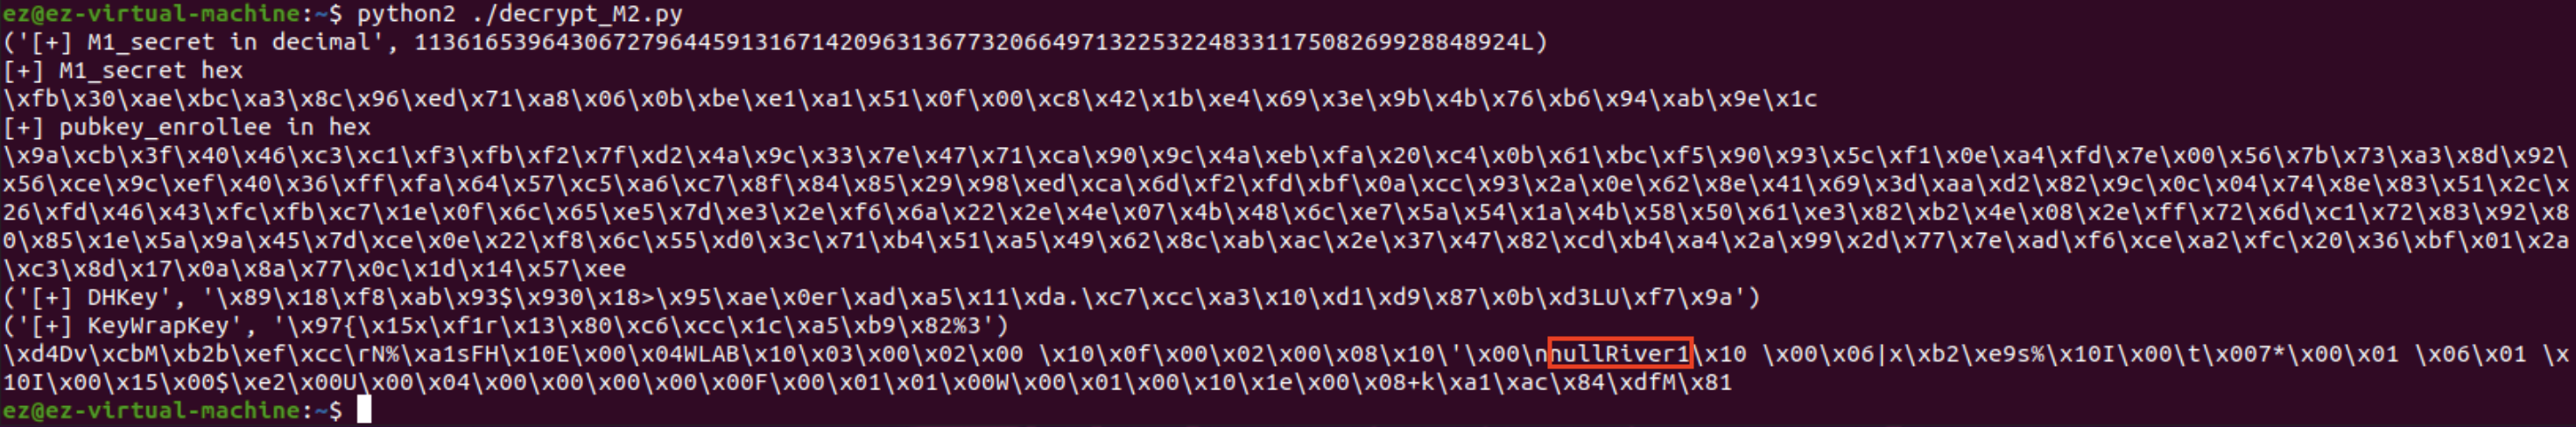 ez@ez-virtual-machine:~$ python2 ./decrypt_M2.py
('[+] M1_secret in decimal', 113616539643067279644591316714209631367732066497132253224833117508269928848924L)
[+] M1_secret hex
\xfb\x30\xae\xbc\xa3\x8c\x96\xed\x71\xa8\x06\x0b\xbe\xe1\xa1\x51\x0f\x00\xc8\x42\x1b\xe4\x69\x3e\x9b\x4b\x76\xb6\x94\xab\x9e\x1c
[+] pubkey_enrollee in hex
\x9a\xcb\x3f\x40\x46\xc3\xc1\xf3\xfb\xf2\x7f\xd2\x4a\x9c\x33\x7e\x47\x71\xca\x90\x9c\x4a\xeb\xfa\x20\xc4\x0b\x61\xbc\xf5\x90\x93\x5c\xf1\x0e\xa4\xfd\x7e\x00\x56\x7b\x73\xa3\x8d\x92\
x56\xce\x9c\xef\x40\x36\xff\xfa\x64\x57\xc5\xa6\xc7\x8f\x84\x85\x29\x98\xed\xca\x6d\xf2\xfd\xbf\x0a\xcc\x93\x2a\x0e\x62\x8e\x41\x69\x3d\xaa\xd2\x82\x9c\x0c\x04\x74\x8e\x83\x51\x2c\x
26\xfd\x46\x43\xfc\xfb\xc7\x1e\x0f\x6c\x65\xe5\x7d\xe3\x2e\xf6\x6a\x22\x2e\x4e\x07\x4b\x48\x6c\xe7\x5a\x54\x1a\x4b\x58\x50\x61\xe3\x82\xb2\x4e\x08\x2e\xff\x72\x6d\xc1\x72\x83\x92\x8
0\x85\x1e\x5a\x9a\x45\x7d\xce\x0e\x22\xf8\x6c\x55\xd0\x3c\x71\xb4\x51\xa5\x49\x62\x8c\xab\xac\x2e\x37\x47\x82\xcd\xb4\xa4\x2a\x99\x2d\x77\x7e\xad\xf6\xce\xa2\xfc\x20\x36\xbf\x01\x2a
\xc3\x8d\x17\x0a\x8a\x77\x0c\x1d\x14\x57\xee
('[+] DHKey', '\x89\x18\xf8\xab\x93$\x930\x18>\x95\xae\x0er\xad\xa5\x11\xda.\xc7\xcc\xa3\x10\xd1\xd9\x87\x0b\xd3LU\xf7\x9a')
('[+] KeyWrapKey', '\x97{\x15x\xf1r\x13\x80\xc6\xcc\x1c\xa5\xb9\x82%3')
\xd4Dv\xcbM\xb2b\xef\xcc\rN%\xa1sFH\x10E\x00\x04WLAB\x10\x03\x00\x02\x00 \x10\x0f\x00\x02\x00\x08\x10\'\x00\nnullRiver1\x10 \x00\x06|x\xb2\xe9s%\x10I\x00\t\x007*\x00\x01 \x06\x01 \x
10I\x00\x15\x00$\xe2\x00U\x00\x04\x00\x00\x00\x00\x00F\x00\x01\x01\x00W\x00\x01\x00\x10\x1e\x00\x08+k\xa1\xac\x84\xdfM\x81
ez@ez-virtual-machine:~$